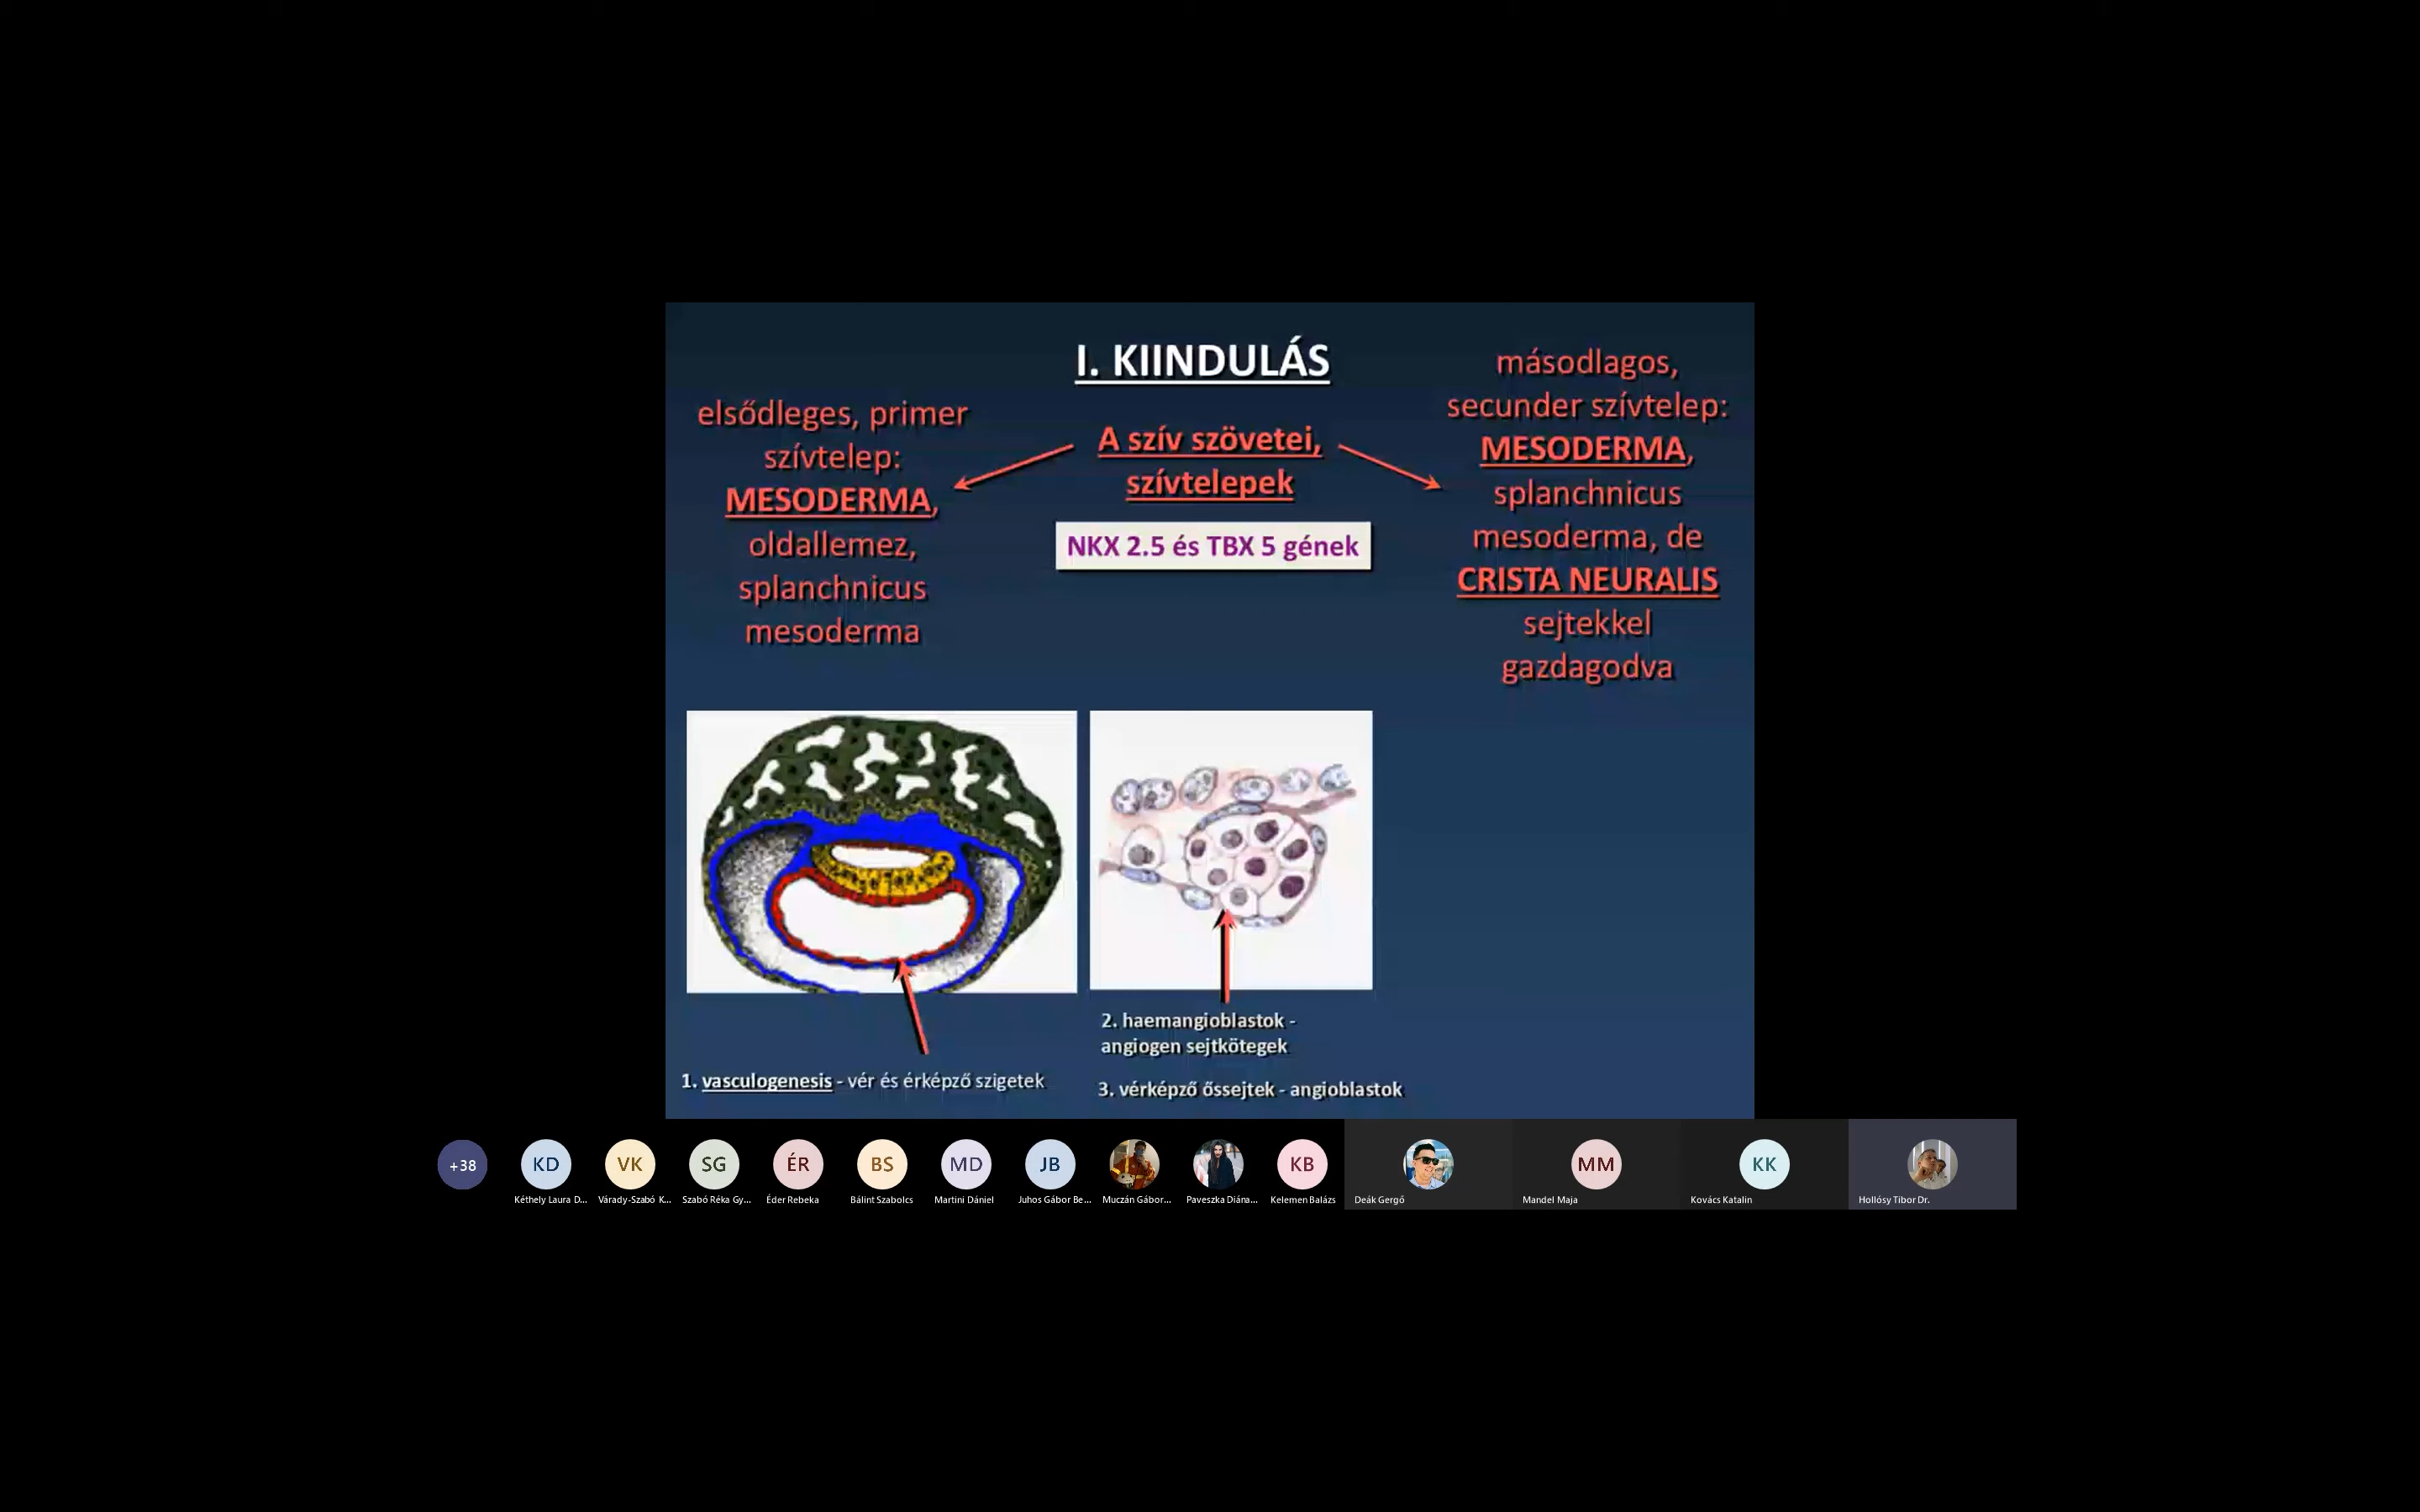 I. KIINDULÁS
elsődleges, primer
szívtelep:
MESODERMA,
oldallemez,
splanchnicus
mesoderma
A szív szövetei,
szívtelepek
NKX 2.5 és TBX 5 gének
másodlagos,
secunder szívtelep:
MESODERMA,
splanchnicus
mesoderma, de
CRISTA NEURALIS
sejtekkel
gazdagodva
1. vasculogenesis - vér és érképző szigetek
2. haemangioblastok -
angiogen sejtkötegek
3. vérképző őssejtek - angioblastok
+38
KD
VK
SG
ÉR
BS
MD
JB
KB
MM
KK
Kéthely Laura D...
Várady-Szabó K...
Szabó Réka Gy...
Éder Rebeka
Bálint Szabolcs
Martini Dániel
Juhos Gábor Be...
Muczán Gábor...
Paveszka Diána...
Kelemen Balázs
Deák Gergő
Mandel Maja
Kovács Katalin
Hollósy Tibor Dr.